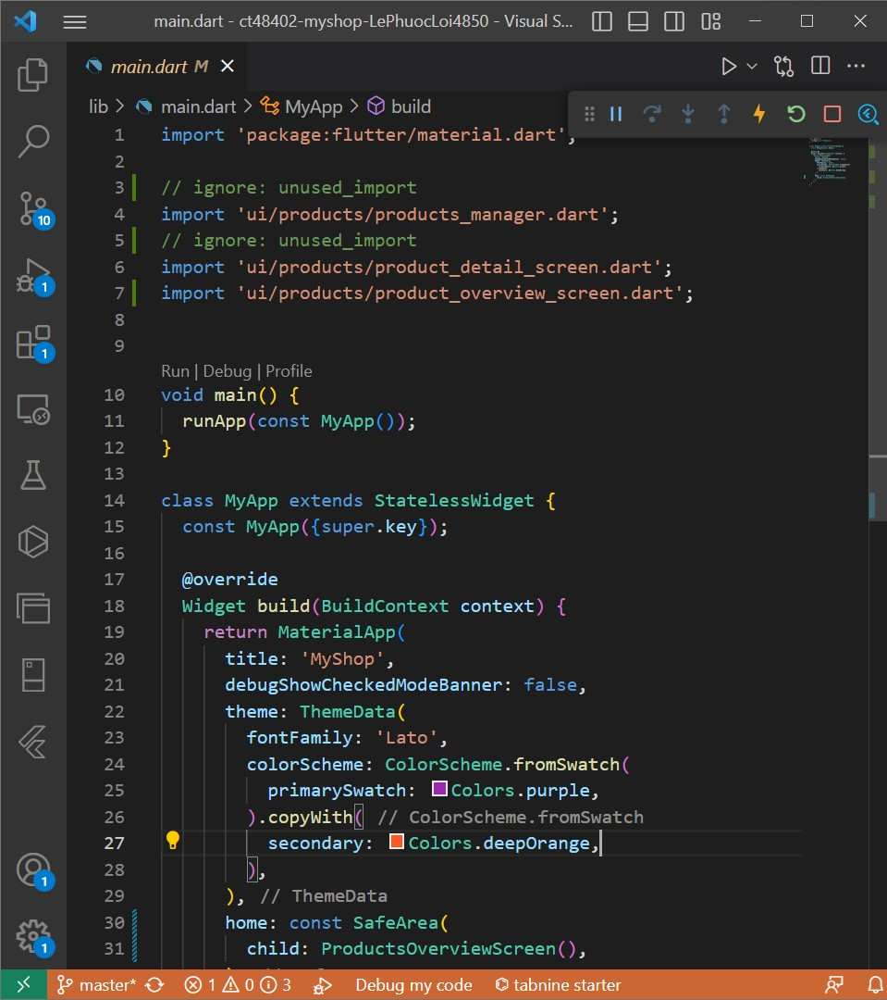 main.dart - ct48402-myshop-LePhuocLoi4850 - Visual S...
main.dart M
lib > main.dart > MyApp > build
1 import 'package:flutter/material.dart';
2
3 // ignore: unused_import
4 import 'ui/products/products_manager.dart';
5 // ignore: unused_import
6 import 'ui/products/product_detail_screen.dart';
7 import 'ui/products/product_overview_screen.dart';
8
9
Run | Debug | Profile
10 void main() {
11 runApp(const MyApp());
12 }
13
14 class MyApp extends StatelessWidget {
15 const MyApp({super.key});
16
17 @override
18 Widget build(BuildContext context) {
19 return MaterialApp(
20 title: 'MyShop',
21 debugShowCheckedModeBanner: false,
22 theme: ThemeData(
23 fontFamily: 'Lato',
24 colorScheme: ColorScheme.fromSwatch(
25 primarySwatch: Colors.purple,
26 ).copyWith( // ColorScheme.fromSwatch
27 secondary: Colors.deepOrange,
28 ),
29 ), // ThemeData
30 home: const SafeArea(
31 child: ProductsOverviewScreen(),
10
1
1
1
1
master* 1 0 3 Debug my code tabnine starter